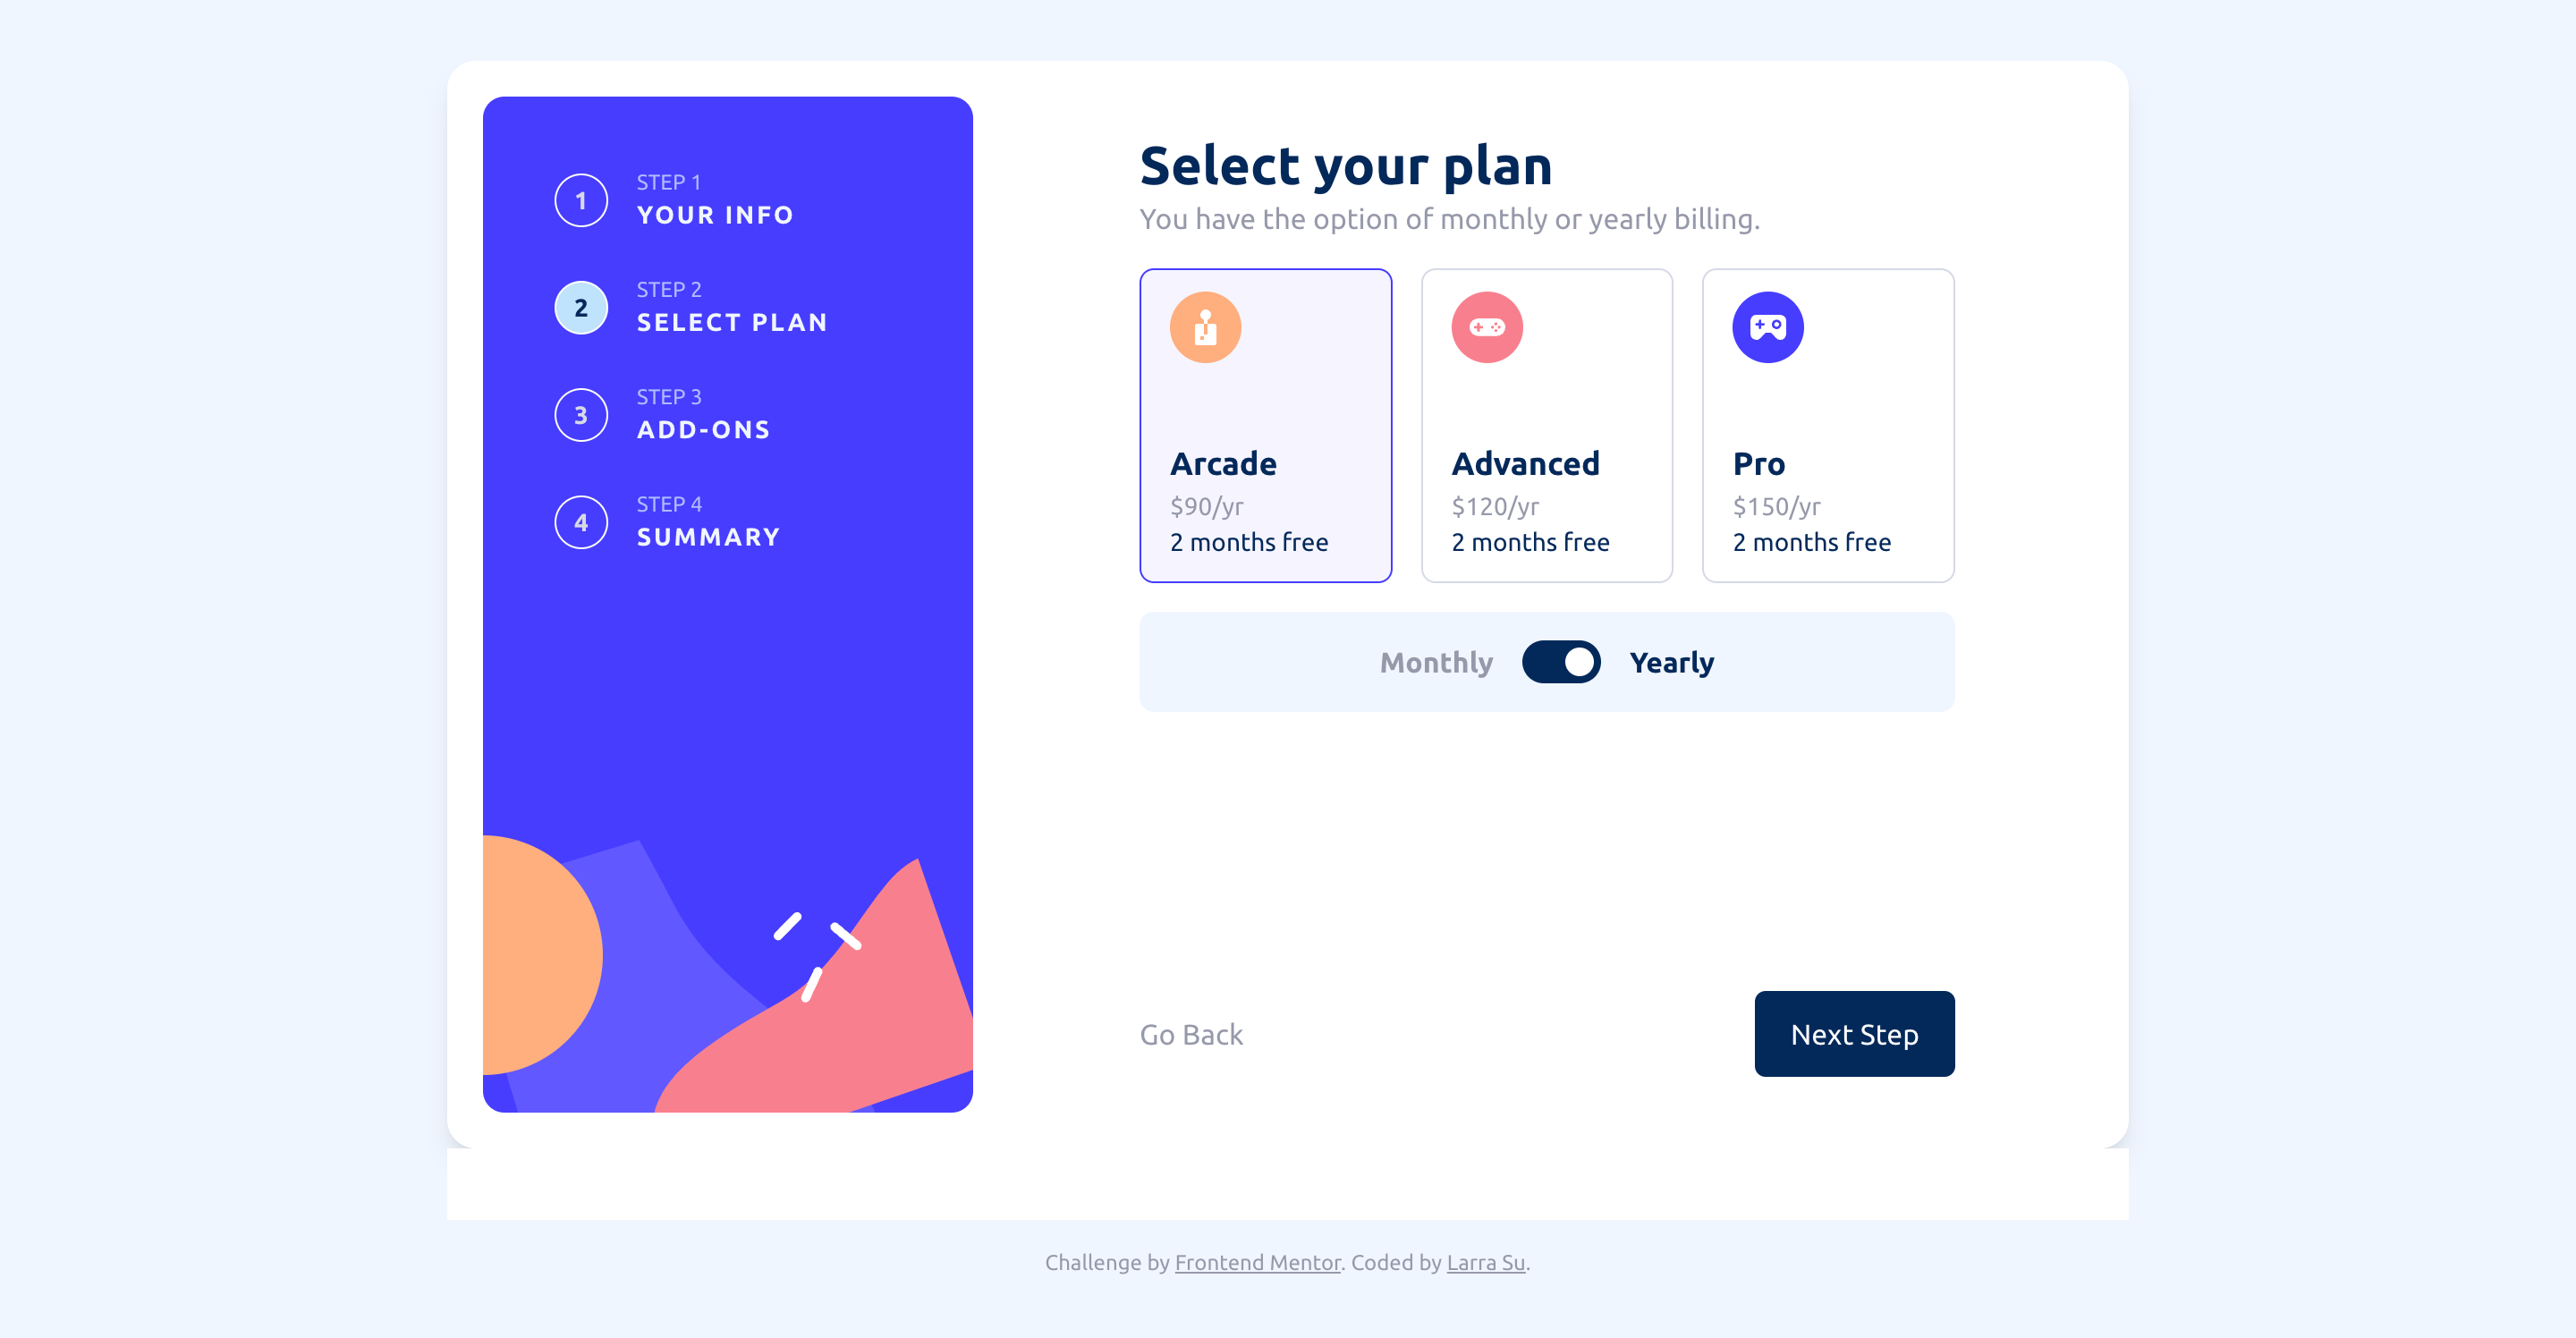 1
STEP 1
YOUR INFO
2
STEP 2
SELECT PLAN
3
STEP 3
ADD-ONS
4
STEP 4
SUMMARY
Select your plan
You have the option of monthly or yearly billing.
Arcade
$90/yr
2 months free
Advanced
$120/yr
2 months free
Pro
$150/yr
2 months free
Monthly Yearly
Go Back
Next Step
Challenge by Frontend Mentor. Coded by Larra Su.